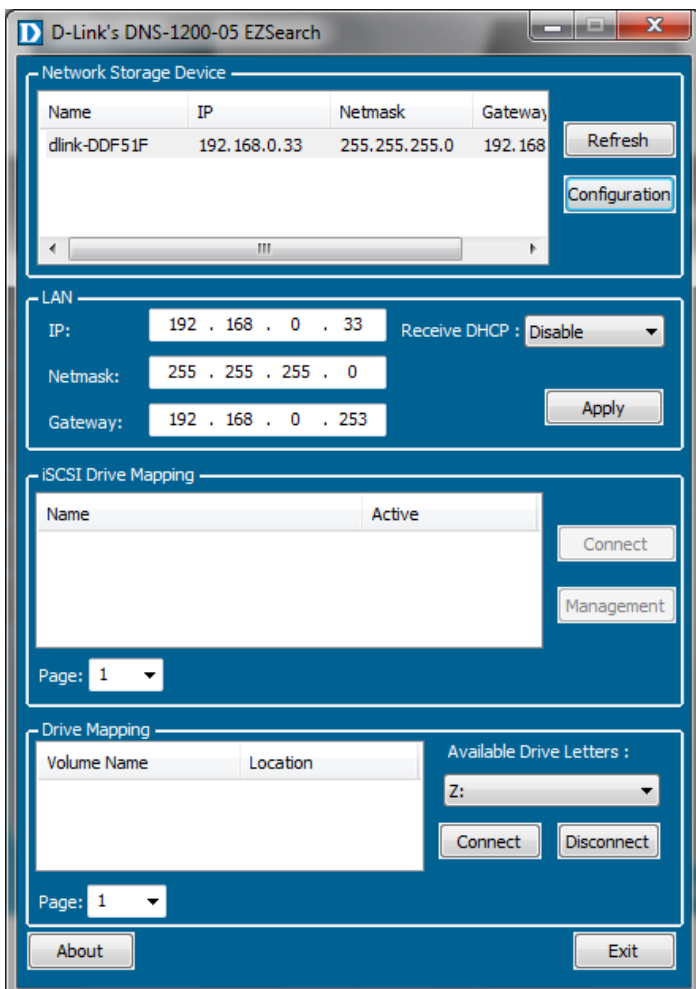 D D-Link's DNS-1200-05 EZSearch
Network Storage Device
Name IP Netmask Gateway
dlink-DDF51F 192.168.0.33 255.255.255.0 192.168
Refresh
Configuration
LAN
IP: 192 . 168 . 0 . 33 Receive DHCP : Disable
Netmask: 255 . 255 . 255 . 0
Gateway: 192 . 168 . 0 . 253 Apply
iSCSI Drive Mapping
Name Active
Connect
Management
Page: 1
Drive Mapping
Volume Name Location Available Drive Letters :
Z:
Connect Disconnect
Page: 1
About Exit